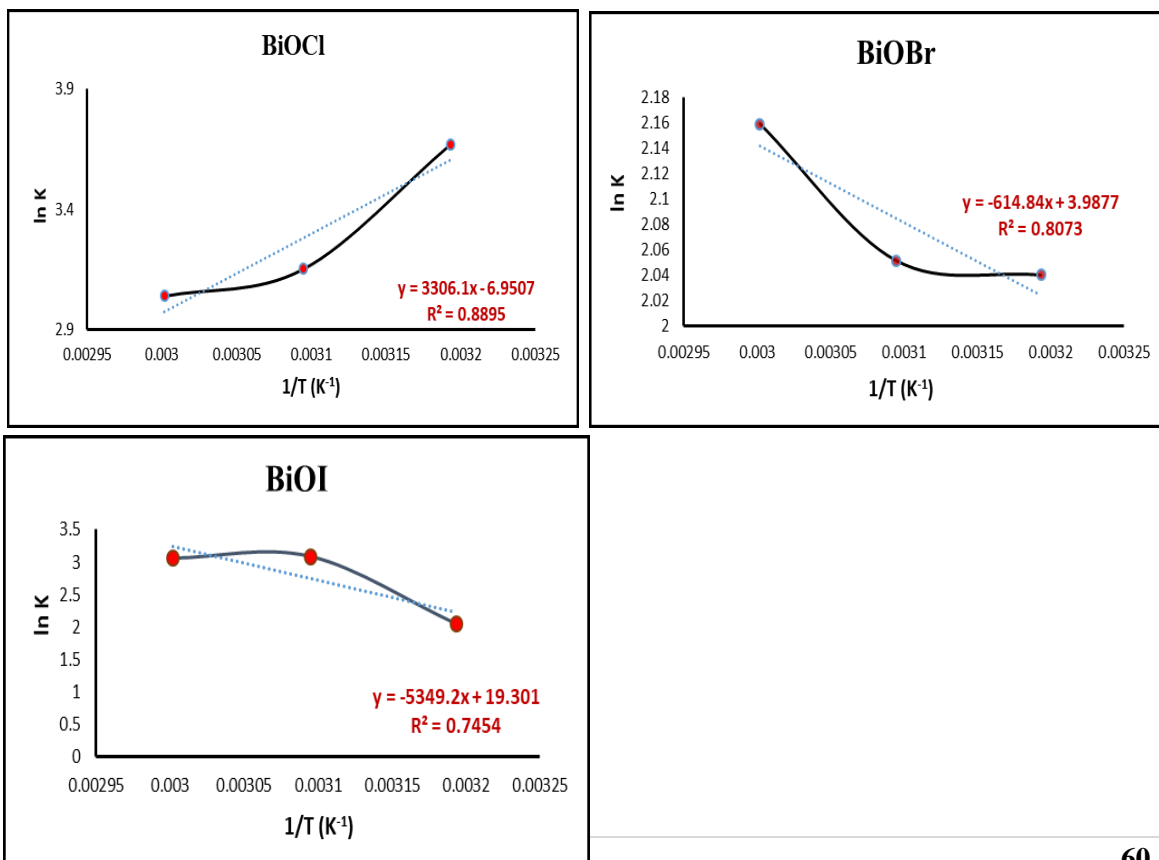 BiOCl
3.9
3.4
2.9
ln K
y = 3306.1x - 6.9507
R² = 0.8895
0.00295 0.003 0.00305 0.0031 0.00315 0.0032 0.00325
1/T (K⁻¹)
BiOBr
2.18
2.16
2.14
2.12
2.1
2.08
2.06
2.04
2.02
2
ln K
y = -614.84x + 3.9877
R² = 0.8073
0.00295 0.003 0.00305 0.0031 0.00315 0.0032 0.00325
1/T (K⁻¹)
BiOI
3.5
3
2.5
2
1.5
1
0.5
0
ln K
y = -5349.2x + 19.301
R² = 0.7454
0.00295 0.003 0.00305 0.0031 0.00315 0.0032 0.00325
1/T (K⁻¹)
60